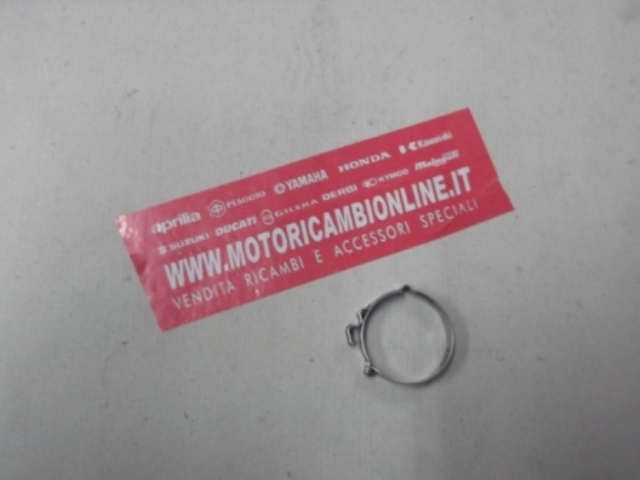 aprilia PIAGGIO YAMAHA HONDA Kawasaki
SUZUKI DUCATI GILERA DERBI KYMCO Malaguti
WWW.MOTORICAMBIONLINE.IT
VENDITA RICAMBI E ACCESSORI SPECIALI